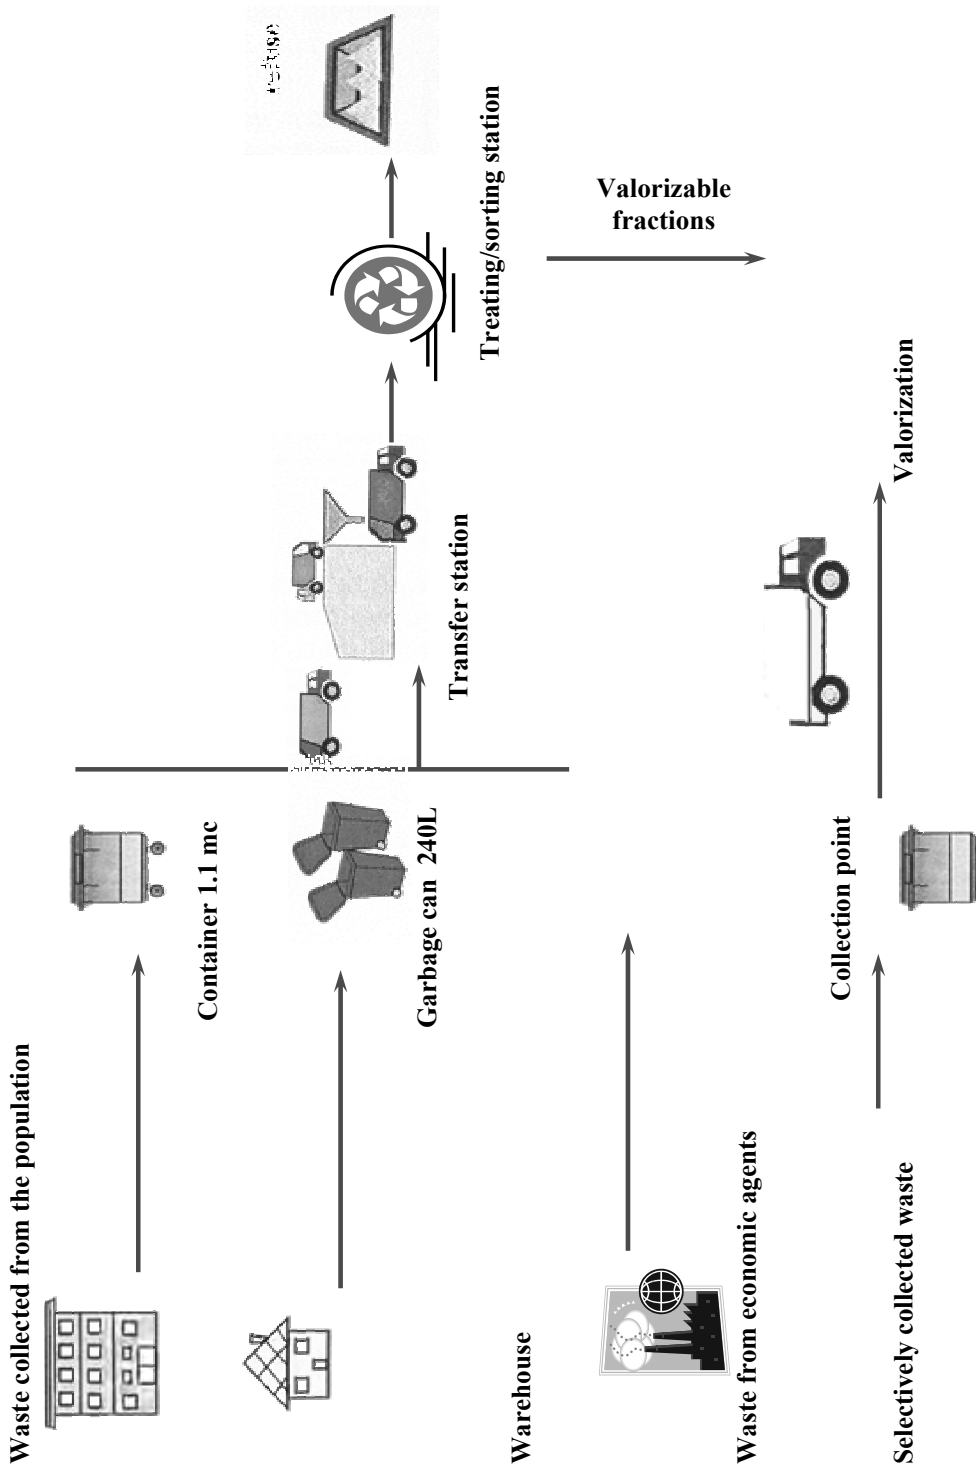 Waste collected from the population
Container 1.1 mc
Garbage can 240L
Transfer station
Treating/sorting station
refuse
Valorizable
fractions
Warehouse
Waste from economic agents
Collection point
Valorization
Selectively collected waste